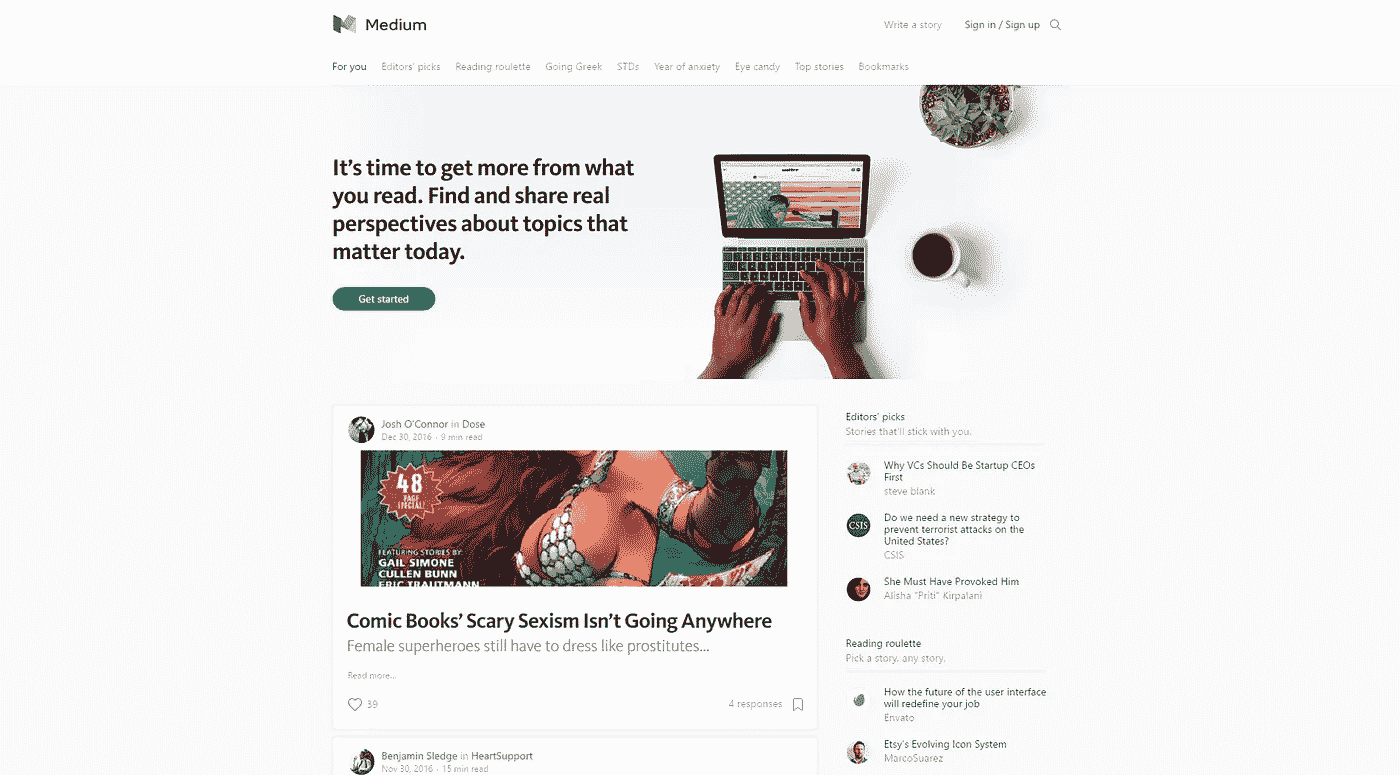 Medium
Write a story
Sign in / Sign up
For you
Editors' picks
Reading roulette
Going Greek
STDs
Year of anxiety
Eye candy
Top stories
Bookmarks
It's time to get more from what
you read. Find and share real
perspectives about topics that
matter today.
Get started
Josh O'Connor in Dose
Dec 30, 2016 · 9 min read
48
PAGE
SPECIAL!
FEATURING STORIES BY:
GAIL SIMONE
CULLEN BUNN
ERIC TRAUTMANN
Comic Books' Scary Sexism Isn't Going Anywhere
Female superheroes still have to dress like prostitutes...
Read more...
39
4 responses
Benjamin Sledge in HeartSupport
Nov 30, 2016 · 15 min read
Editors' picks
Stories that'll stick with you.
Why VCs Should Be Startup CEOs
First
steve blank
CSIS
Do we need a new strategy to
prevent terrorist attacks on the
United States?
CSIS
She Must Have Provoked Him
Alisha "Priti" Kirpalani
Reading roulette
Pick a story, any story.
How the future of the user interface
will redefine your job
Envato
Etsy's Evolving Icon System
MarcoSuarez